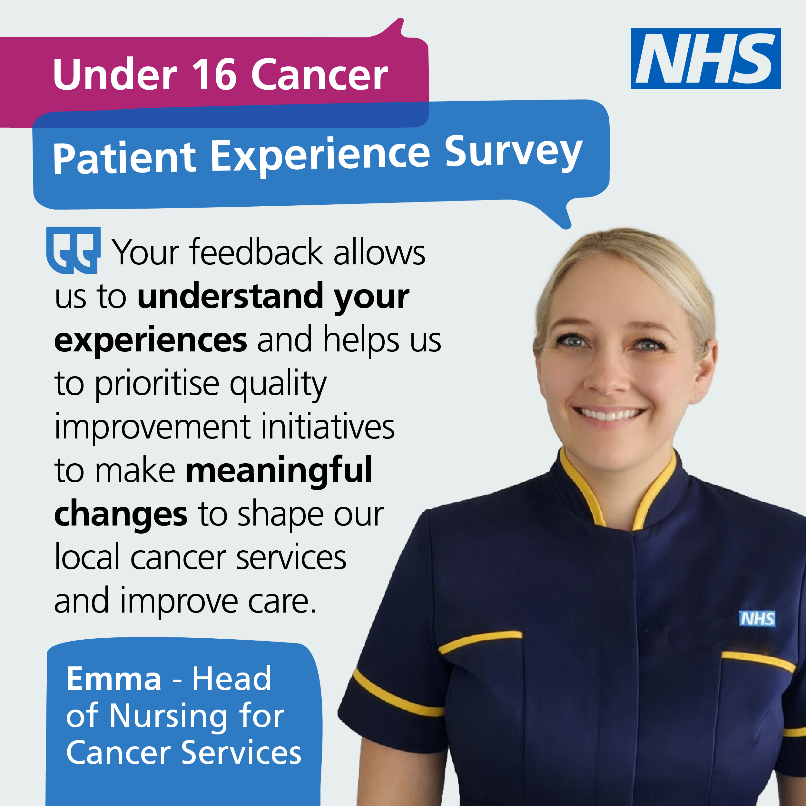 Under 16 Cancer
NHS
Patient Experience Survey
Your feedback allows
us to understand your
experiences and helps us
to prioritise quality
improvement initiatives
to make meaningful
changes to shape our
local cancer services
and improve care.
NHS
Emma - Head
of Nursing for
Cancer Services